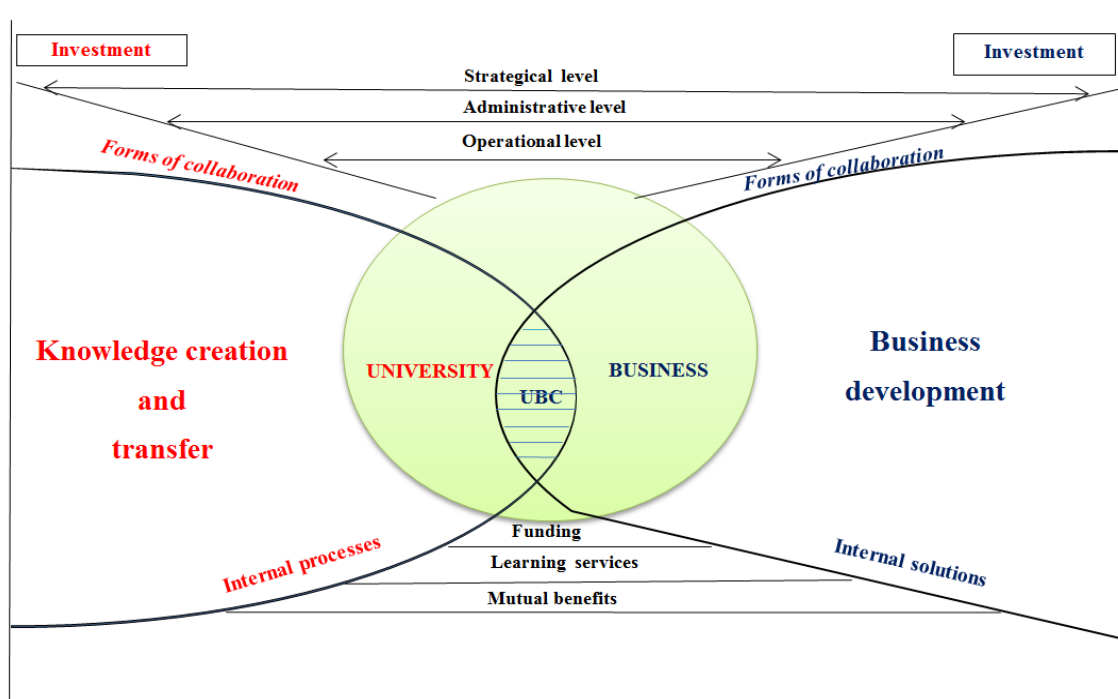 Investment
Investment
Strategical level
Administrative level
Operational level
Forms of collaboration
Forms of collaboration
Knowledge creation
and
transfer
UNIVERSITY
UBC
BUSINESS
Business
development
Internal processes
Funding
Learning services
Mutual benefits
Internal solutions